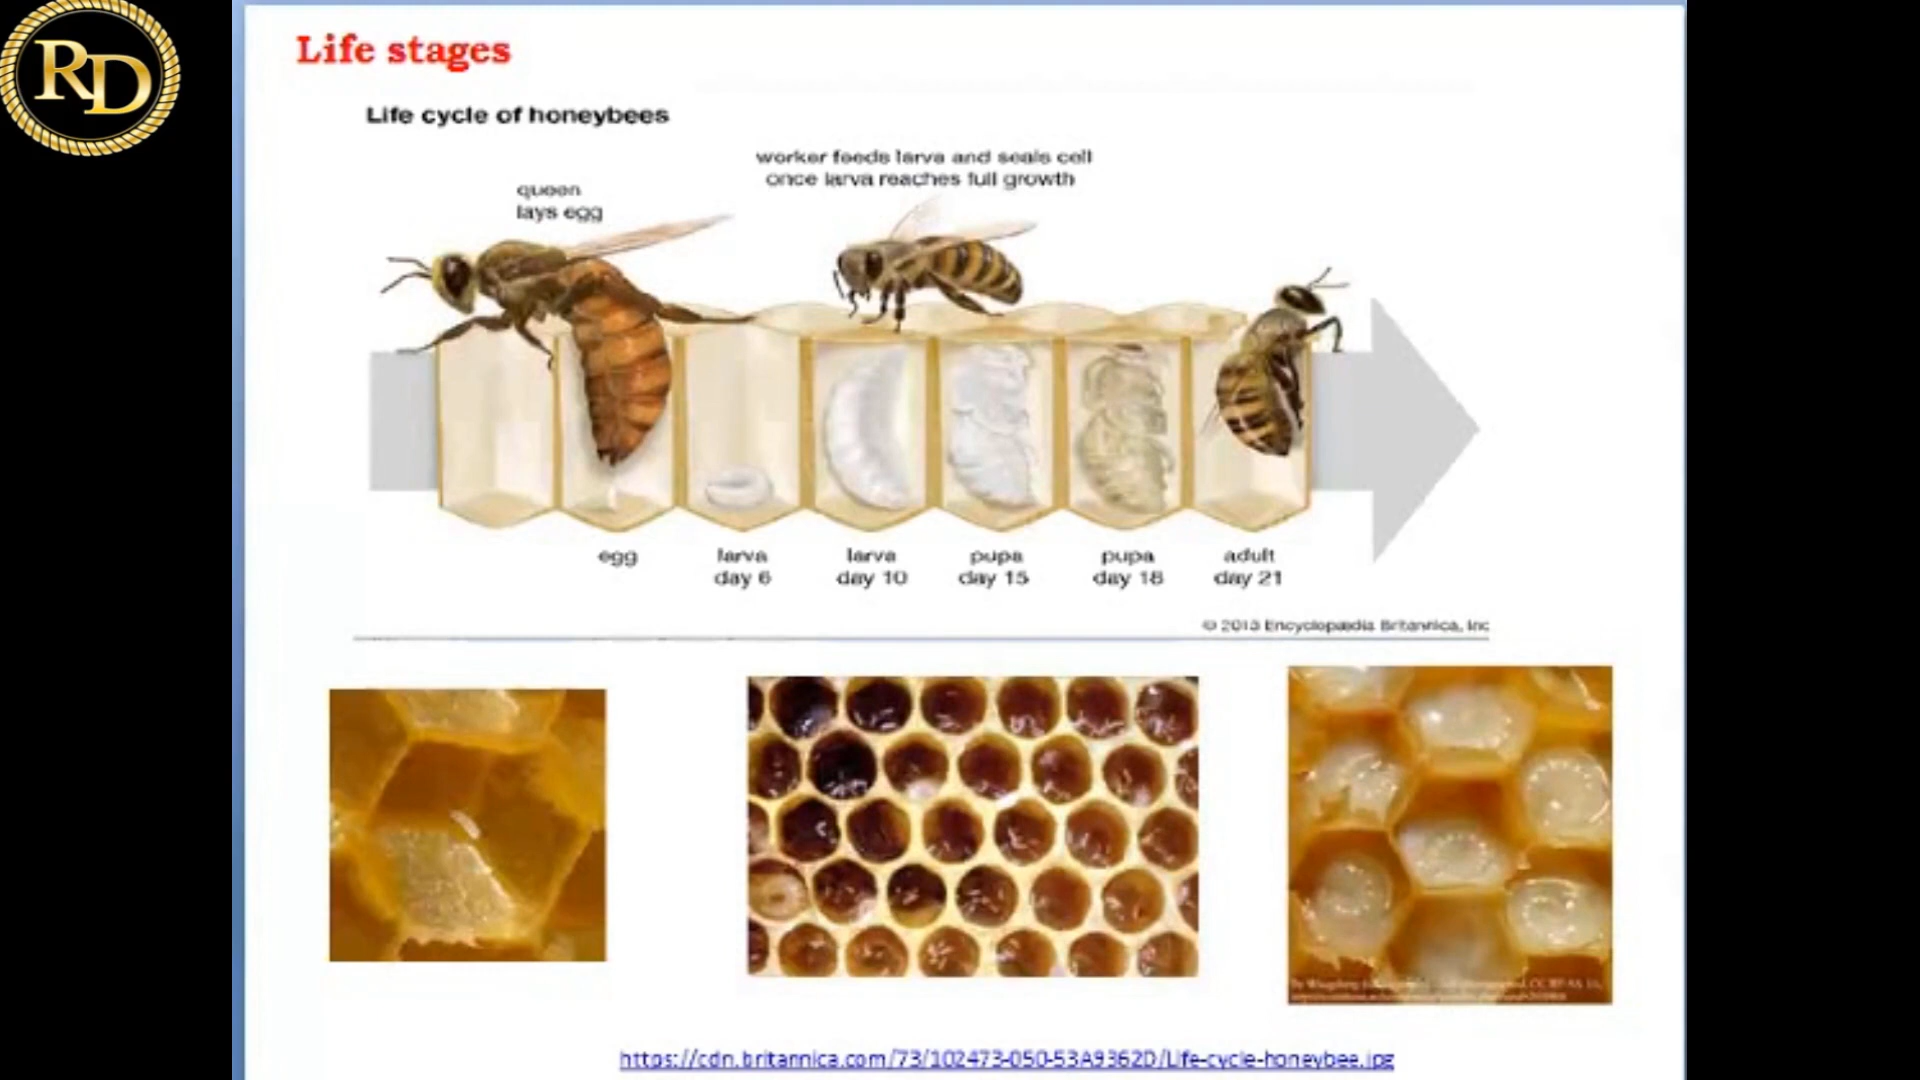 RD
Life stages
Life cycle of honeybees
worker feeds larva and seals cell
once larva reaches full growth
queen
lays egg
egg
larva
day 6
larva
day 10
pupa
day 15
pupa
day 18
adult
day 21
© 2013 Encyclopædia Britannica, Inc
https://cdn.britannica.com/73/102473-050-53A9362D/Life-cycle-honeybee.jpg